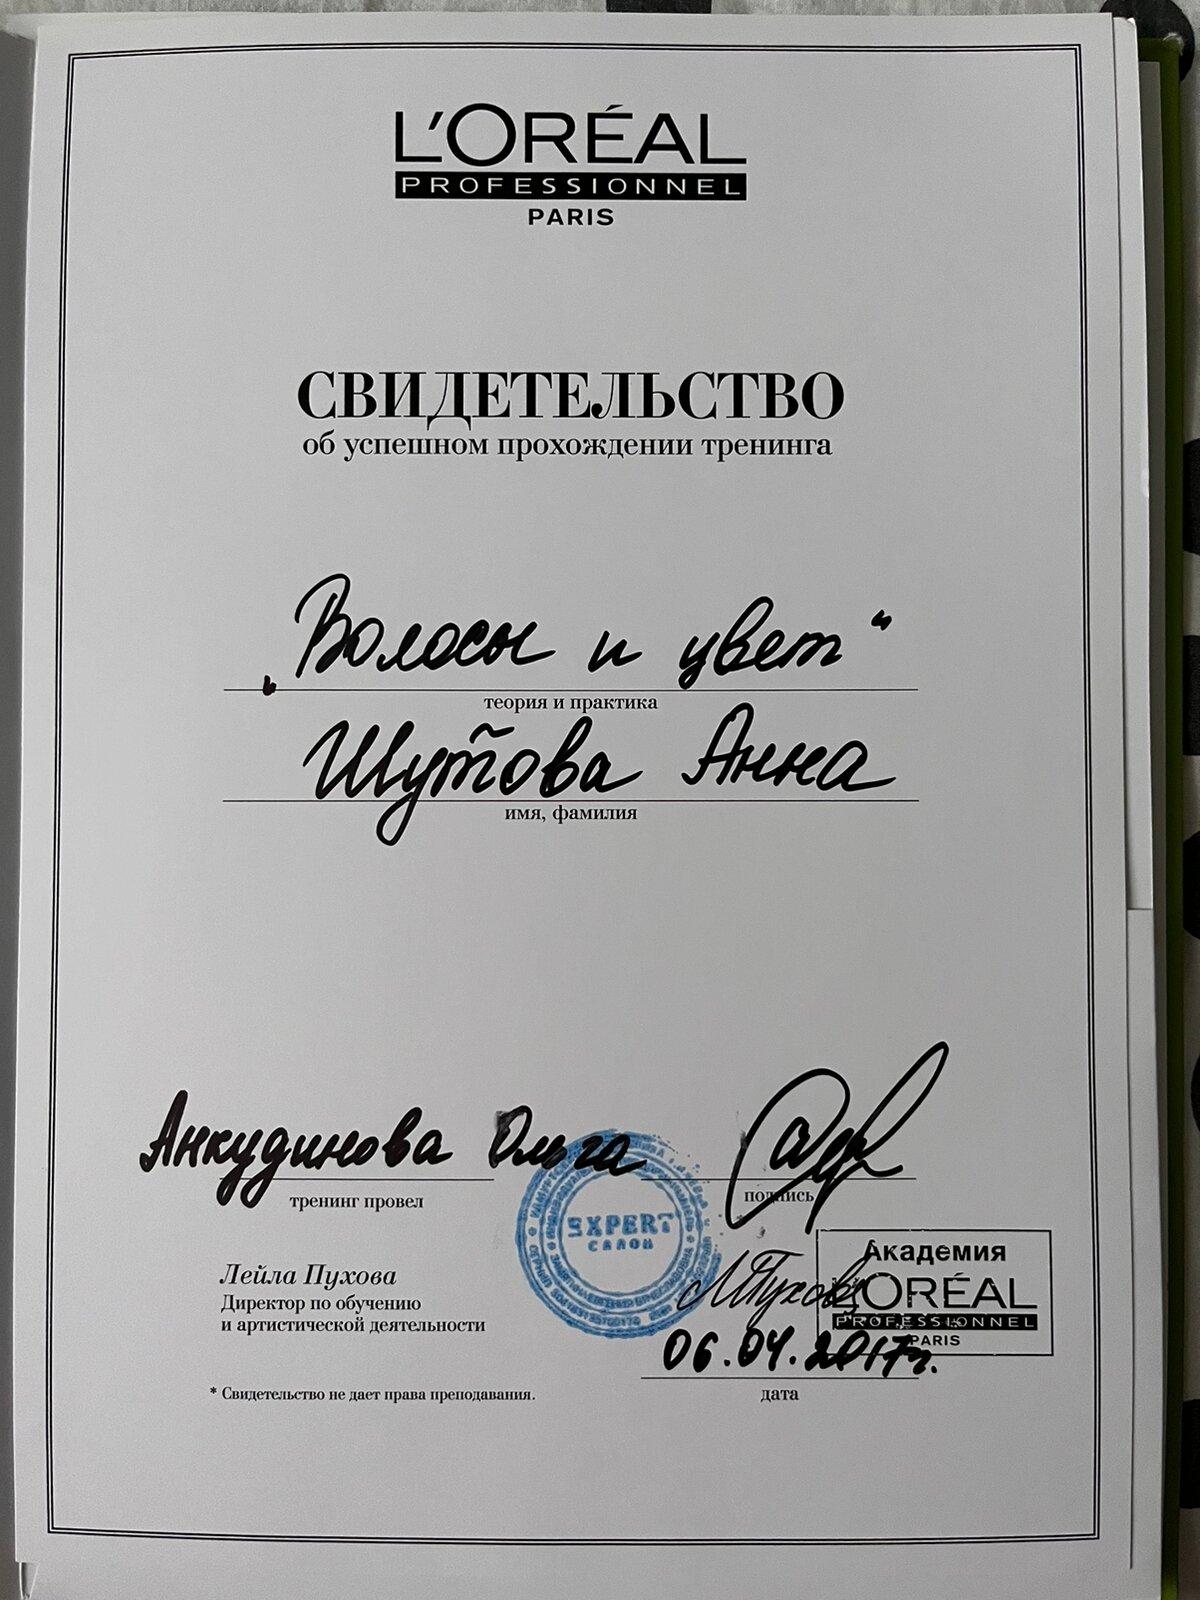 L'ORÉAL
PROFESSIONNEL
PARIS
СВИДЕТЕЛЬСТВО
об успешном прохождении тренинга
„Волосы и цвет“
теория и практика
Шутова Анна
имя, фамилия
Анкудинова Ольга
тренинг провел
подпись
EXPERT
САЛОН
Лейла Пухова
Директор по обучению
и артистической деятельности
ЛПухова
Академия
L'ORÉAL
PROFESSIONNEL
PARIS
06.04.2017г.
дата
* Свидетельство не дает права преподавания.